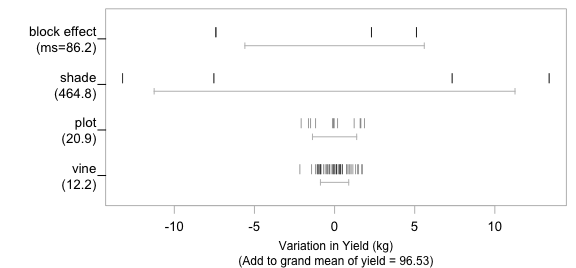 block effect
(ms=86.2)
shade
(464.8)
plot
(20.9)
vine
(12.2)
-10 -5 0 5 10
Variation in Yield (kg)
(Add to grand mean of yield = 96.53)